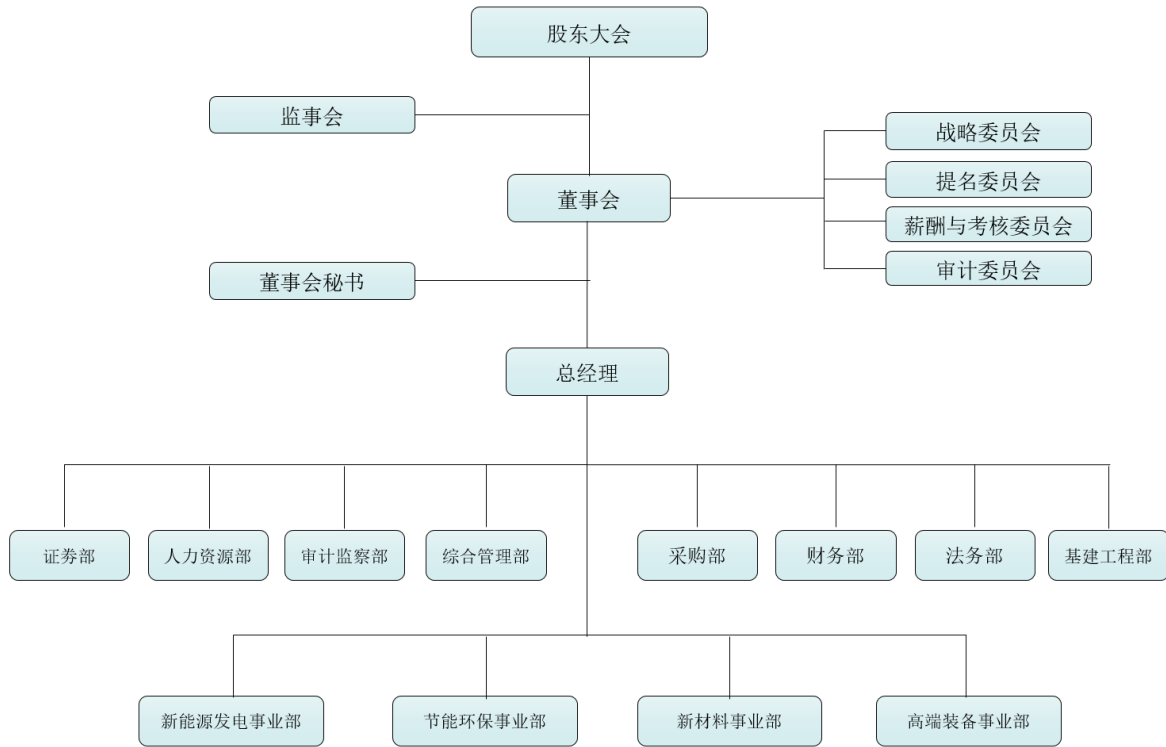 股东大会
监事会
战略委员会
提名委员会
董事会
薪酬与考核委员会
审计委员会
董事会秘书
总经理
证券部
人力资源部
审计监察部
综合管理部
采购部
财务部
法务部
基建工程部
新能源发电事业部
节能环保事业部
新材料事业部
高端装备事业部